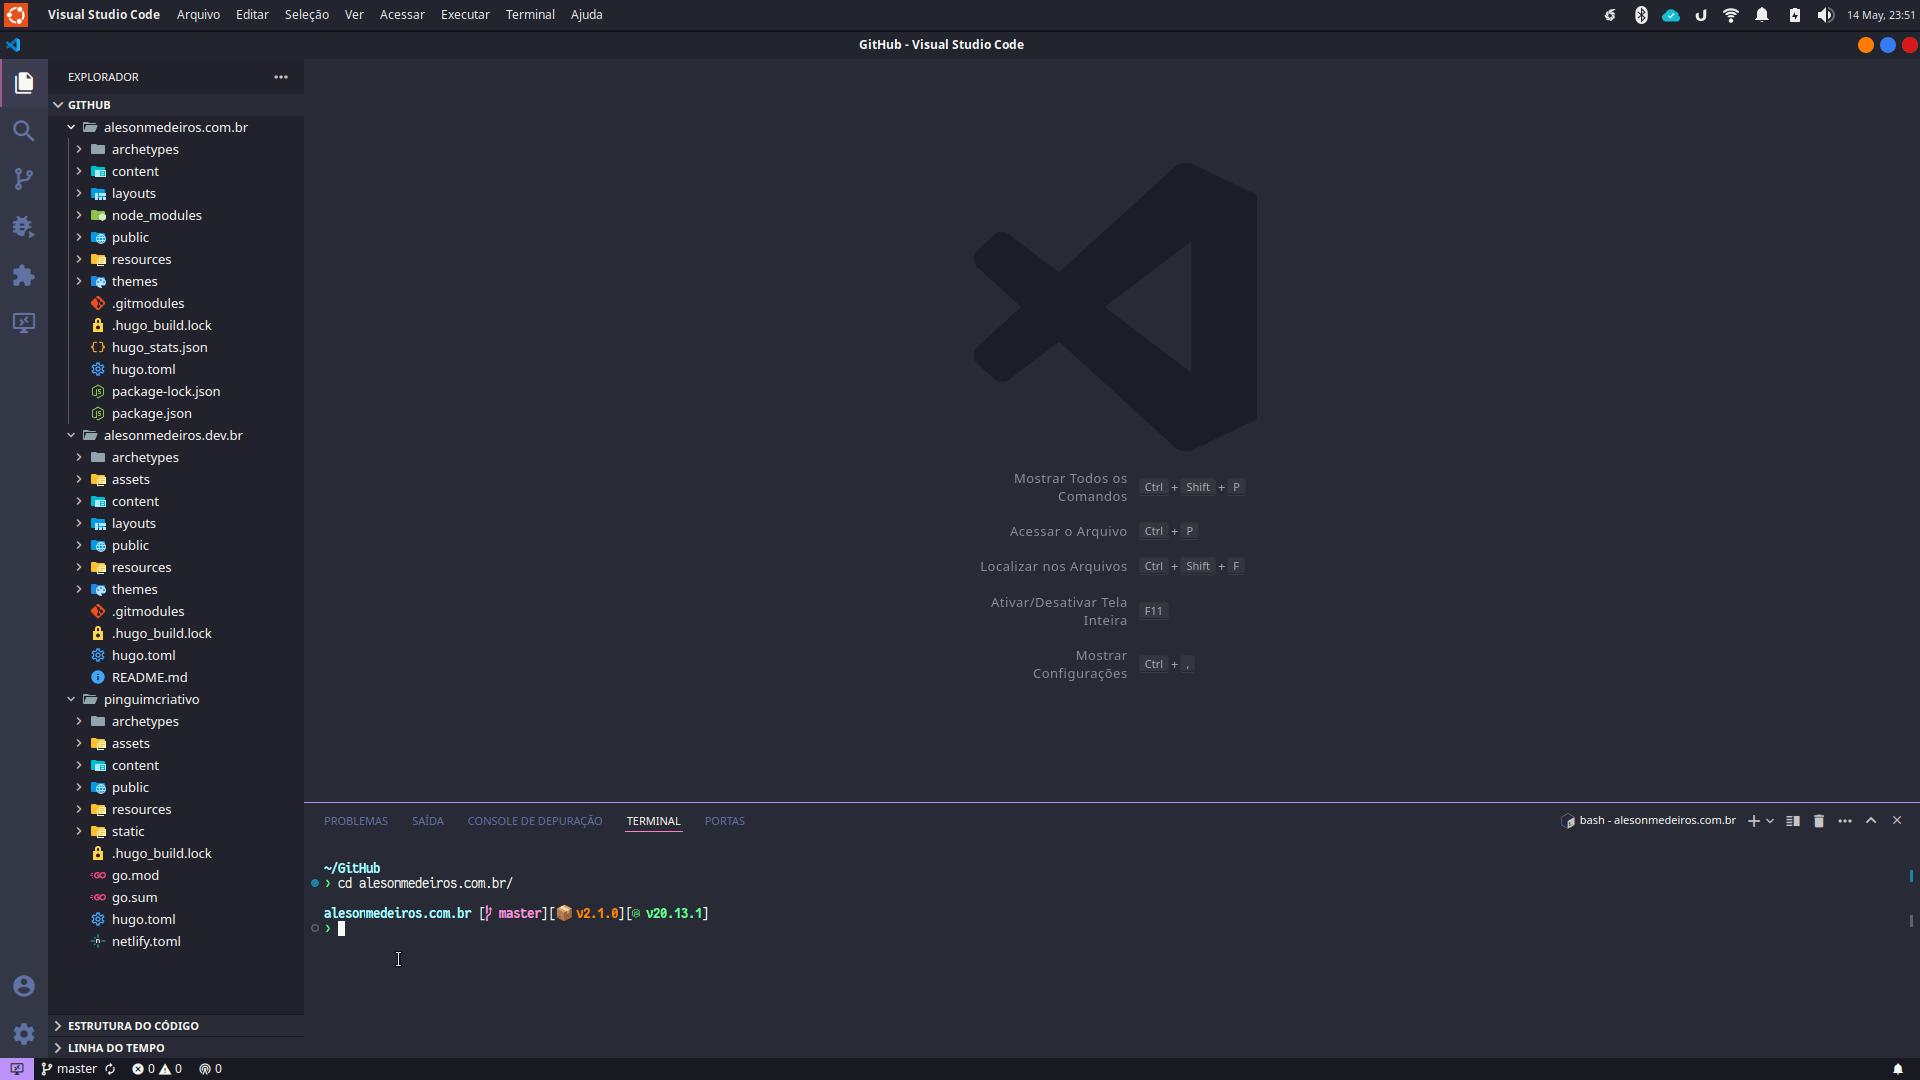 Visual Studio Code Arquivo Editar Seleção Ver Acessar Executar Terminal Ajuda
14 May, 23:51
GitHub - Visual Studio Code
EXPLORADOR
GITHUB
alesonmedeiros.com.br
archetypes
content
layouts
node_modules
public
resources
themes
.gitmodules
.hugo_build.lock
hugo_stats.json
hugo.toml
package-lock.json
package.json
alesonmedeiros.dev.br
archetypes
assets
content
layouts
public
resources
themes
.gitmodules
.hugo_build.lock
hugo.toml
README.md
pinguimcriativo
archetypes
assets
content
public
resources
static
.hugo_build.lock
go.mod
go.sum
hugo.toml
netlify.toml
ESTRUTURA DO CÓDIGO
LINHA DO TEMPO
Mostrar Todos os
Comandos
Ctrl + Shift + P
Acessar o Arquivo Ctrl + P
Localizar nos Arquivos Ctrl + Shift + F
Ativar/Desativar Tela
Inteira
F11
Mostrar
Configurações
Ctrl + ,
PROBLEMAS SAÍDA CONSOLE DE DEPURAÇÃO TERMINAL PORTAS
bash - alesonmedeiros.com.br
~/GitHub
❯ cd alesonmedeiros.com.br/
alesonmedeiros.com.br [ master][📦 v2.1.0][ v20.13.1]
❯
master 0 0 0